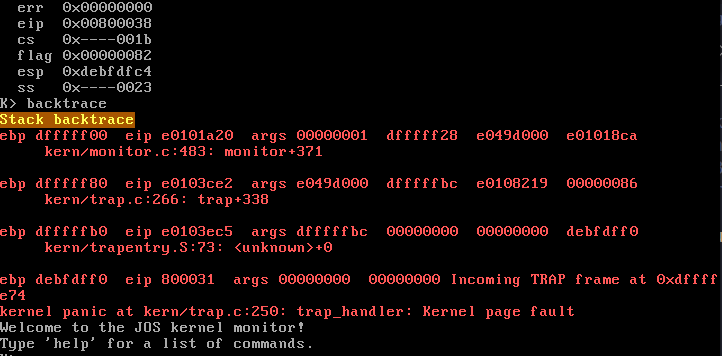 err 0x00000000
eip 0x00800038
cs 0x----001b
flag 0x00000082
esp 0xdebfdfc4
ss 0x----0023
K> backtrace
Stack backtrace
ebp dfffff00 eip e0101a20 args 00000001 dfffff28 e049d000 e01018ca
kern/monitor.c:483: monitor+371
ebp dfffff80 eip e0103ce2 args e049d000 dfffffbc e0108219 00000086
kern/trap.c:266: trap+338
ebp dfffffb0 eip e0103ec5 args dfffffbc 00000000 00000000 debfdff0
kern/trapentry.S:73: <unknown>+0
ebp debfdff0 eip 800031 args 00000000 00000000 Incoming TRAP frame at 0xdffff
e74
kernel panic at kern/trap.c:250: trap_handler: Kernel page fault
Welcome to the JOS kernel monitor!
Type 'help' for a list of commands.